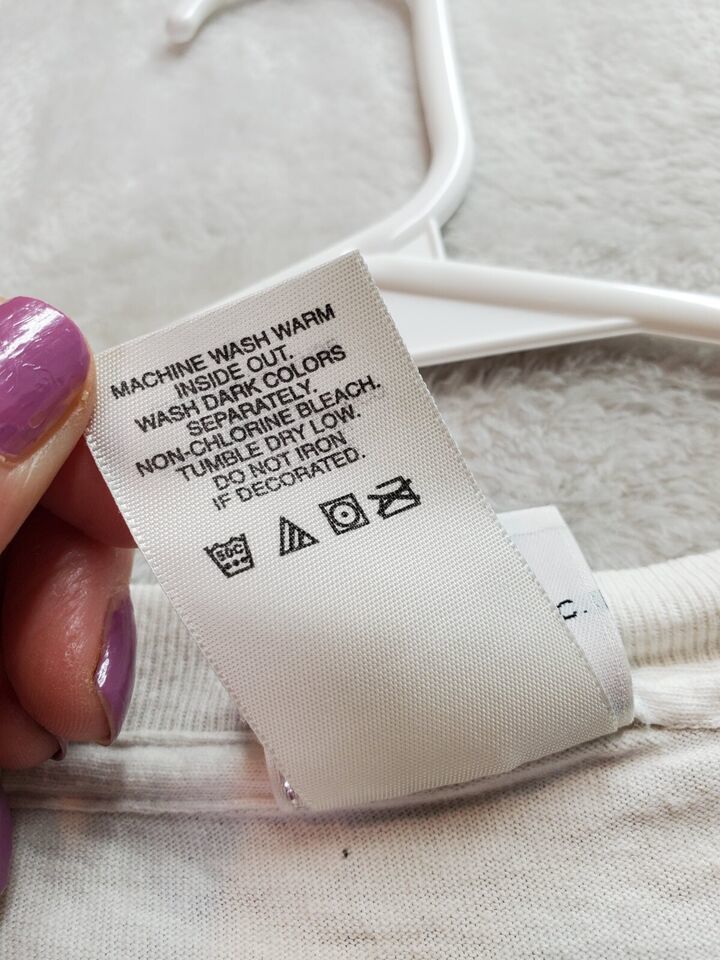 MACHINE WASH WARM
INSIDE OUT.
WASH DARK COLORS
SEPARATELY.
NON-CHLORINE BLEACH.
TUMBLE DRY LOW.
DO NOT IRON
IF DECORATED.
50C
C.